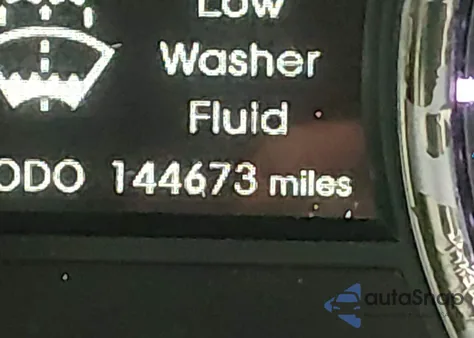 Low
Washer
Fluid
ODO 144673 miles
autoSnap